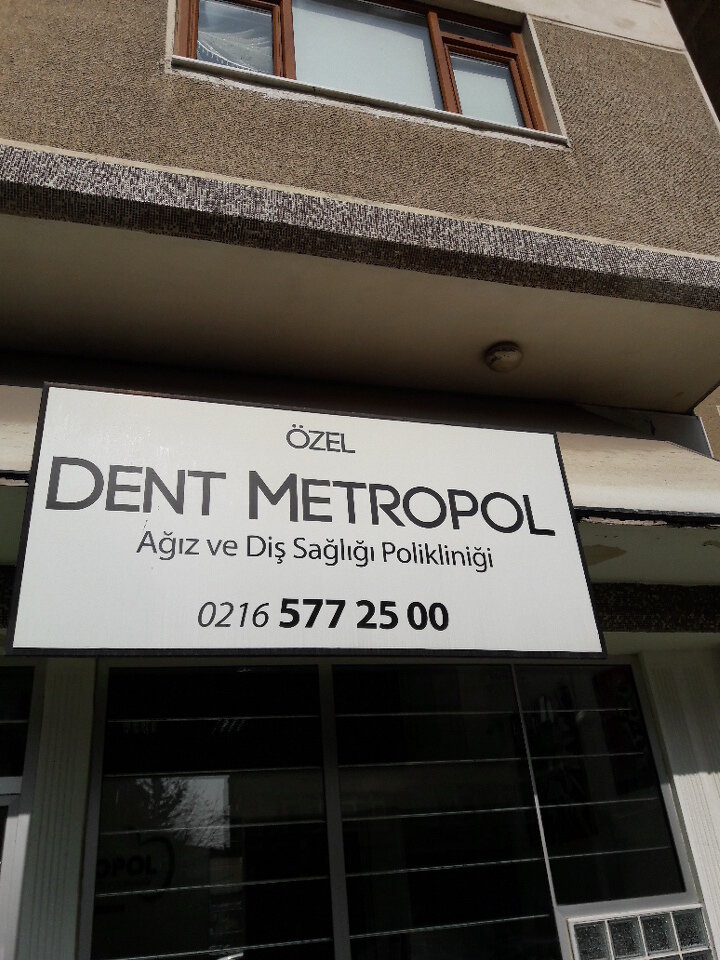 ÖZEL
DENT METROPOL
Ağız ve Diş Sağlığı Polikliniği
0216 577 25 00